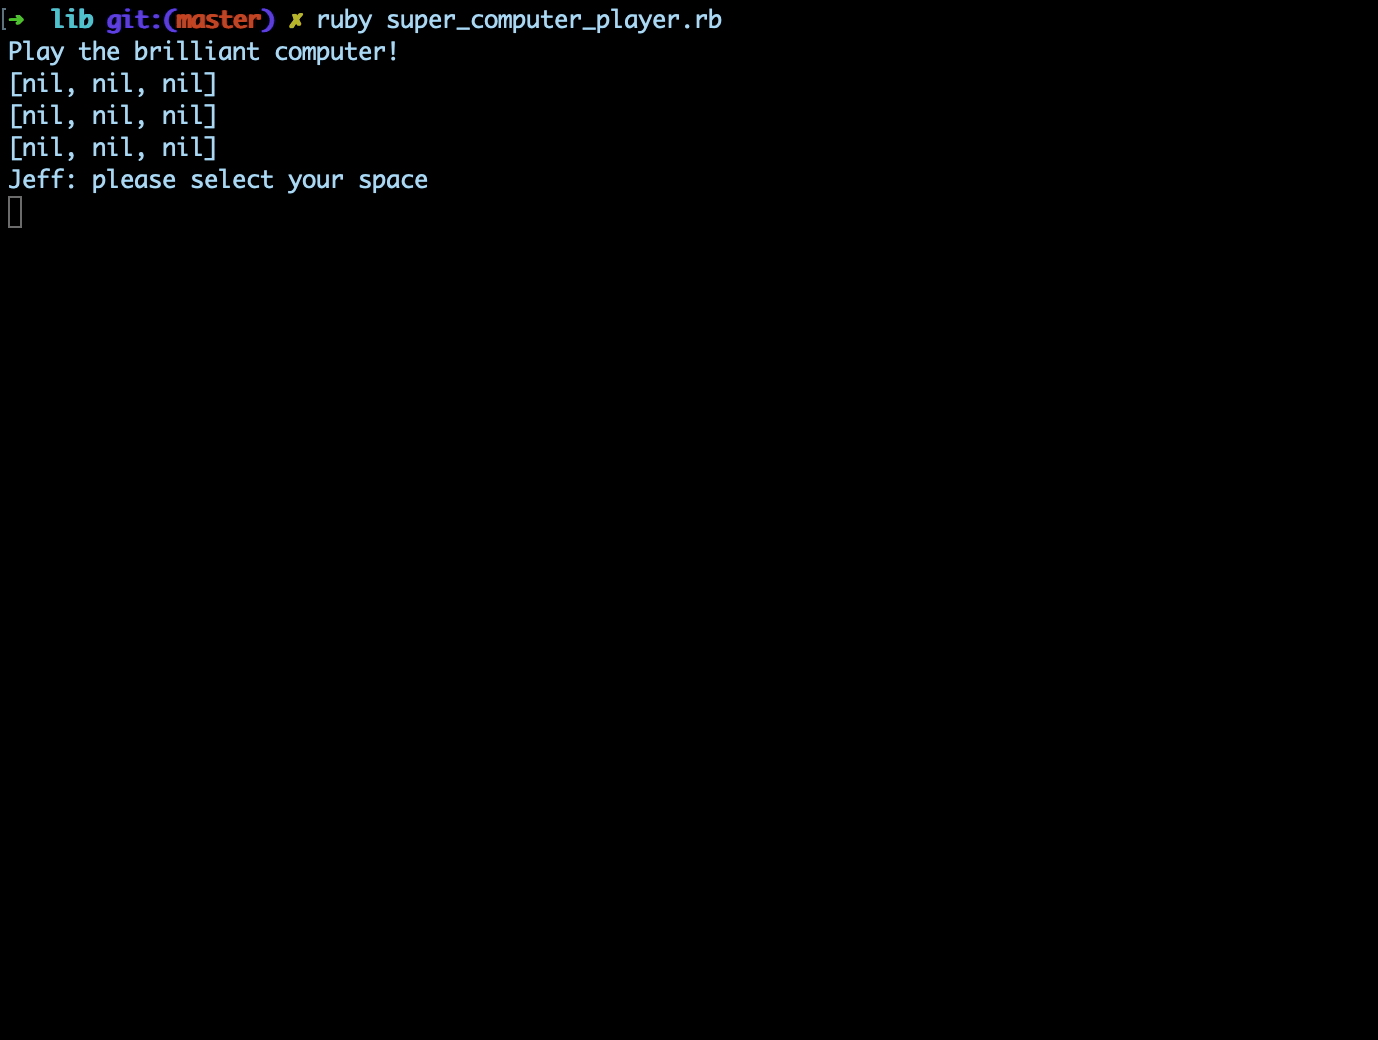 [➜  lib git:(master) ✗ ruby super_computer_player.rb
Play the brilliant computer!
[nil, nil, nil]
[nil, nil, nil]
[nil, nil, nil]
Jeff: please select your space